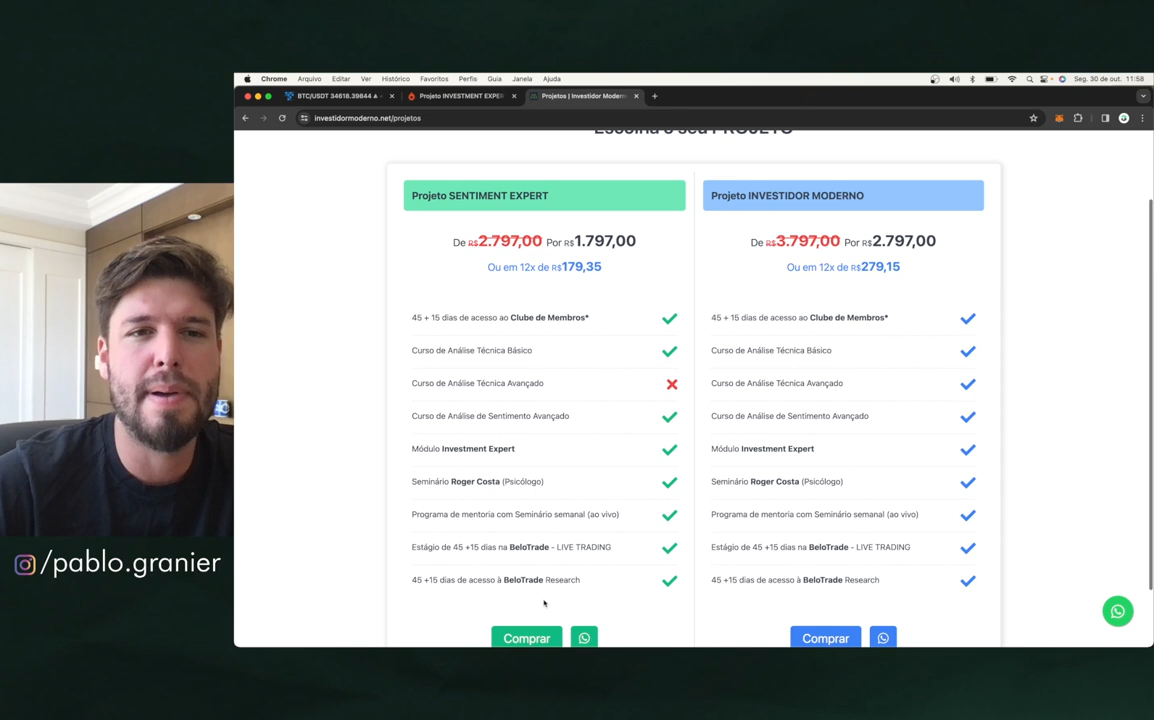 Chrome Arquivo Editar Ver Histórico Favoritos Perfis Guia Janela Ajuda
Seg. 30 de out. 11:58
BTC/USDT 34618.39844
Projeto INVESTMENT EXPER
Projetos | Investidor Modern
investidormoderno.net/projetos
Escolha o seu PROJETO
Projeto SENTIMENT EXPERT
De R$2.797,00 Por R$1.797,00
Ou em 12x de R$179,35
45 + 15 dias de acesso ao Clube de Membros*
Curso de Análise Técnica Básico
Curso de Análise Técnica Avançado
Curso de Análise de Sentimento Avançado
Módulo Investment Expert
Seminário Roger Costa (Psicólogo)
Programa de mentoria com Seminário semanal (ao vivo)
Estágio de 45 +15 dias na BeloTrade - LIVE TRADING
45 +15 dias de acesso à BeloTrade Research
Comprar
Projeto INVESTIDOR MODERNO
De R$3.797,00 Por R$2.797,00
Ou em 12x de R$279,15
45 + 15 dias de acesso ao Clube de Membros*
Curso de Análise Técnica Básico
Curso de Análise Técnica Avançado
Curso de Análise de Sentimento Avançado
Módulo Investment Expert
Seminário Roger Costa (Psicólogo)
Programa de mentoria com Seminário semanal (ao vivo)
Estágio de 45 +15 dias na BeloTrade - LIVE TRADING
45 +15 dias de acesso à BeloTrade Research
Comprar
/pablo.granier